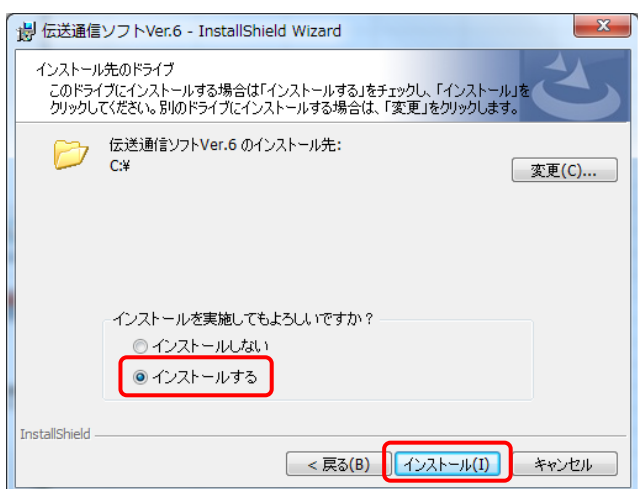 伝送通信ソフトVer.6 - InstallShield Wizard
インストール先のドライブ
このドライブにインストールする場合は「インストールする」をチェックし、「インストール」を
クリックしてください。別のドライブにインストールする場合は、「変更」をクリックします。
伝送通信ソフトVer.6 のインストール先:
C:¥
変更(C)...
インストールを実施してもよろしいですか？
インストールしない
インストールする
InstallShield
< 戻る(B)
インストール(I)
キャンセル